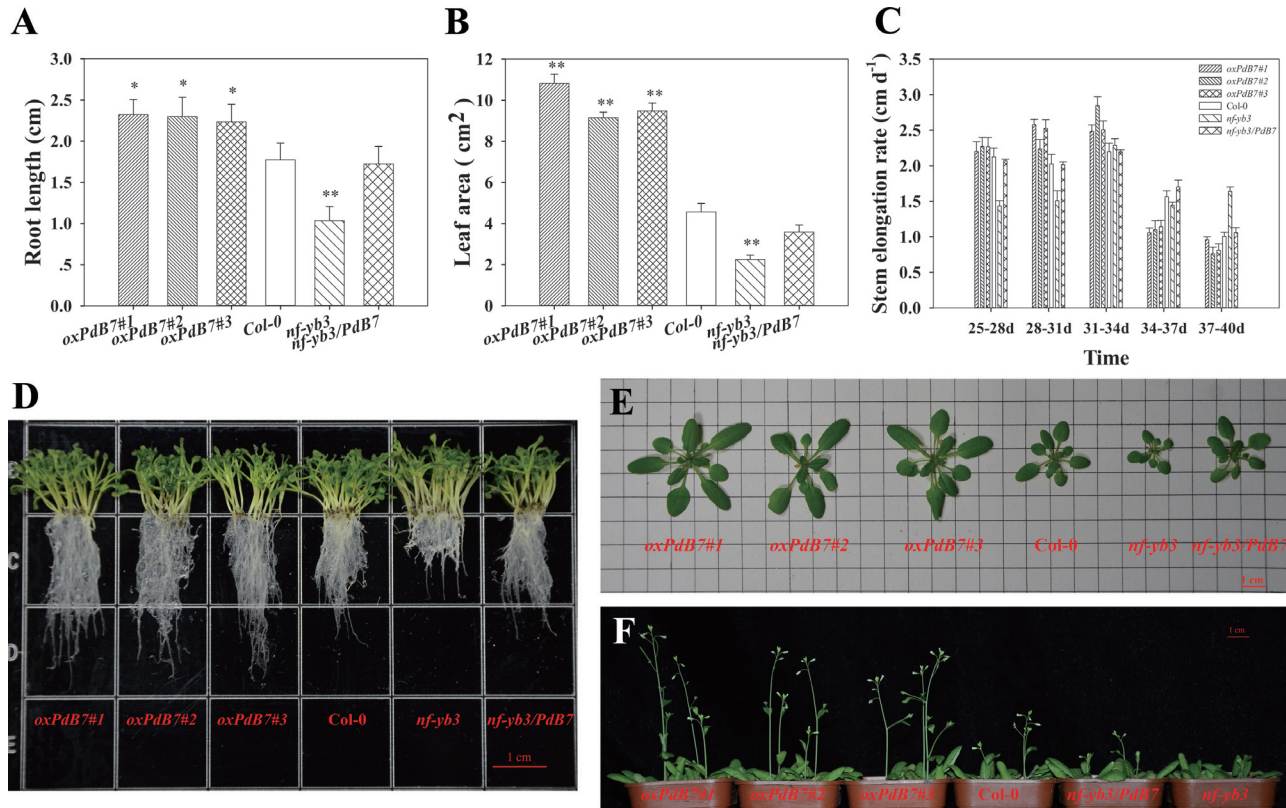 A
Root length (cm)
3.0
2.5
2.0
1.5
1.0
.5
0.0
*
*
*
**
oxPdB7#1
oxPdB7#2
oxPdB7#3
Col-0
nf-yb3
nf-yb3/PdB7
B
Leaf area ( cm2)
12
10
8
6
4
2
0
**
**
**
**
oxPdB7#1
oxPdB7#2
oxPdB7#3
Col-0
nf-yb3
nf-yb3/PdB7
C
Stem elongation rate (cm d-1)
3.5
3.0
2.5
2.0
1.5
1.0
0.5
0.0
oxPdB7#1
oxPdB7#2
oxPdB7#3
Col-0
nf-yb3
nf-yb3/PdB7
25-28d 28-31d 31-34d 34-37d 37-40d
Time
D
C
D
E
oxPdB7#1 oxPdB7#2 oxPdB7#3 Col-0 nf-yb3 nf-yb3/PdB7
1 cm
E
oxPdB7#1 oxPdB7#2 oxPdB7#3 Col-0 nf-yb3 nf-yb3/PdB7
1 cm
F
1 cm
oxPdB7#1 oxPdB7#2 oxPdB7#3 Col-0 nf-yb3/PdB7 nf-yb3